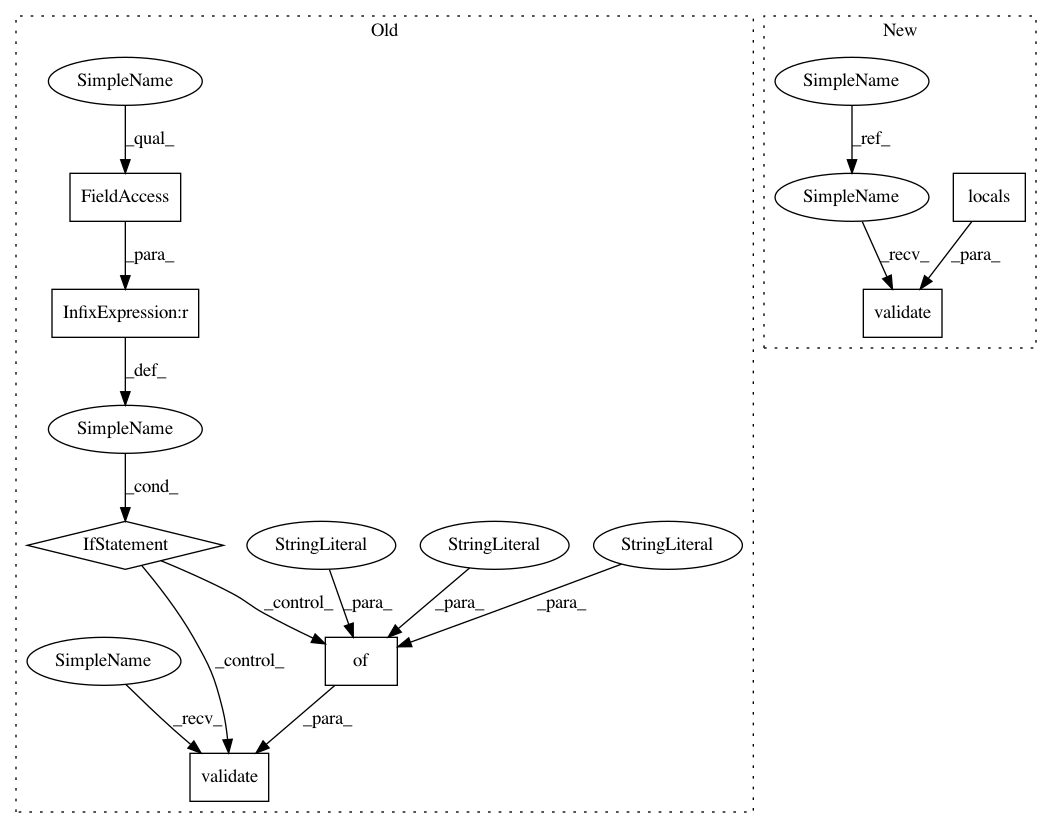 Old
New
SimpleName
SimpleName
_qual_
_ref_
FieldAccess
SimpleName
locals
_para_
_recv_
_para_
InfixExpression:r
validate
_def_
SimpleName
_cond_
IfStatement
StringLiteral
StringLiteral
StringLiteral
_control_
_para_
_para_
_para_
SimpleName
_control_
of
_recv_
_para_
validate